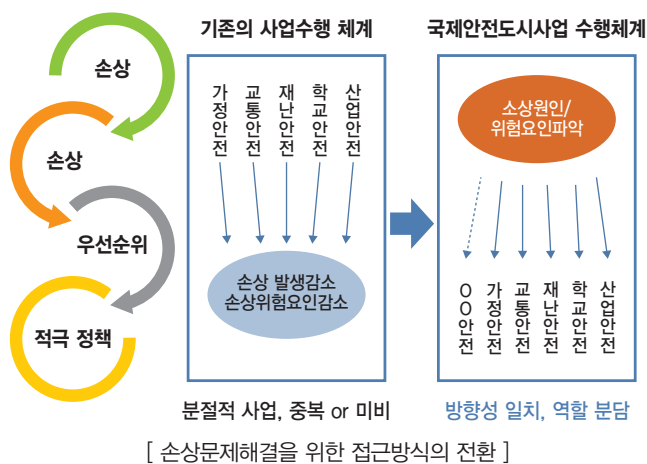 손상
손상
우선순위
적극 정책
기존의 사업수행 체계
가정안전
교통안전
재난안전
학교안전
산업안전
손상 발생감소
손상위험요인감소
분절적 사업, 중복 or 미비
국제안전도시사업 수행체계
소상원인/
위험요인파악
OO안전
가정안전
교통안전
재난안전
학교안전
산업안전
방향성 일치, 역할 분담
[ 손상문제해결을 위한 접근방식의 전환 ]